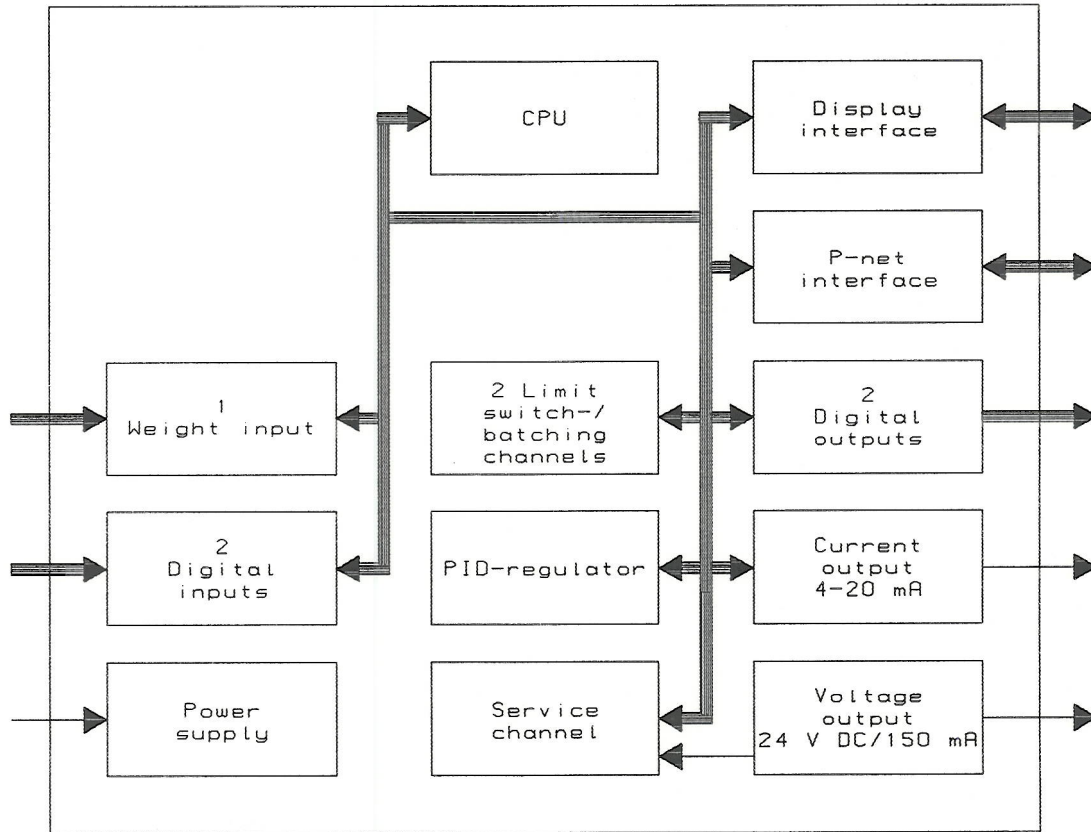 CPU
Display
interface
P-net
interface
1
Weight input
2 Limit
switch-/
batching
channels
2
Digital
outputs
2
Digital
inputs
PID-regulator
Current
output
4-20 mA
Power
supply
Service
channel
Voltage
output
24 V DC/150 mA